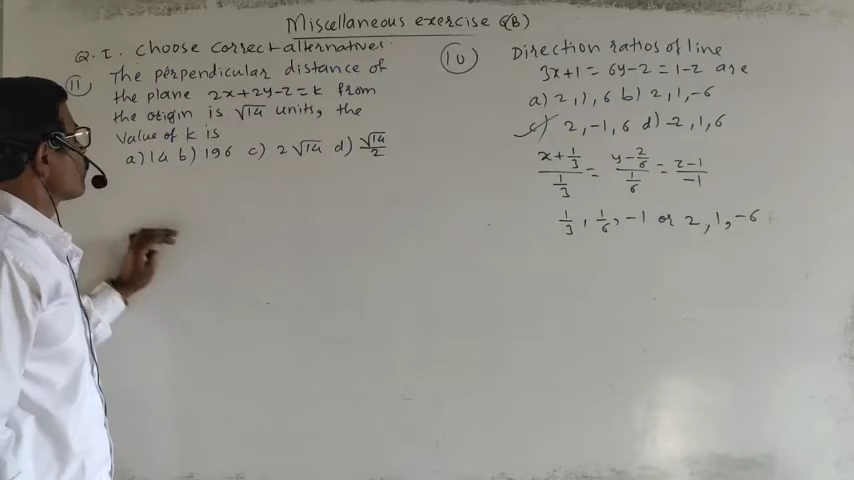 Miscellaneous exercise Q(B)
Q. I. Choose correct alternatives.
11 The perpendicular distance of
the plane 2x+2y-z=k from
the origin is √14 units, the
value of k is
a) 14 b) 196 c) 2√14 d) √14/2
10 Direction ratios of line
3x+1 = 6y-2 = 1-z are
a) 2, 1, 6 b) 2, 1, -6
c) 2, -1, 6 d) -2, 1, 6
(x+1/3)/(1/3) = (y-2/6)/(1/6) = (z-1)/-1
1/3, 1/6, -1 or 2, 1, -6